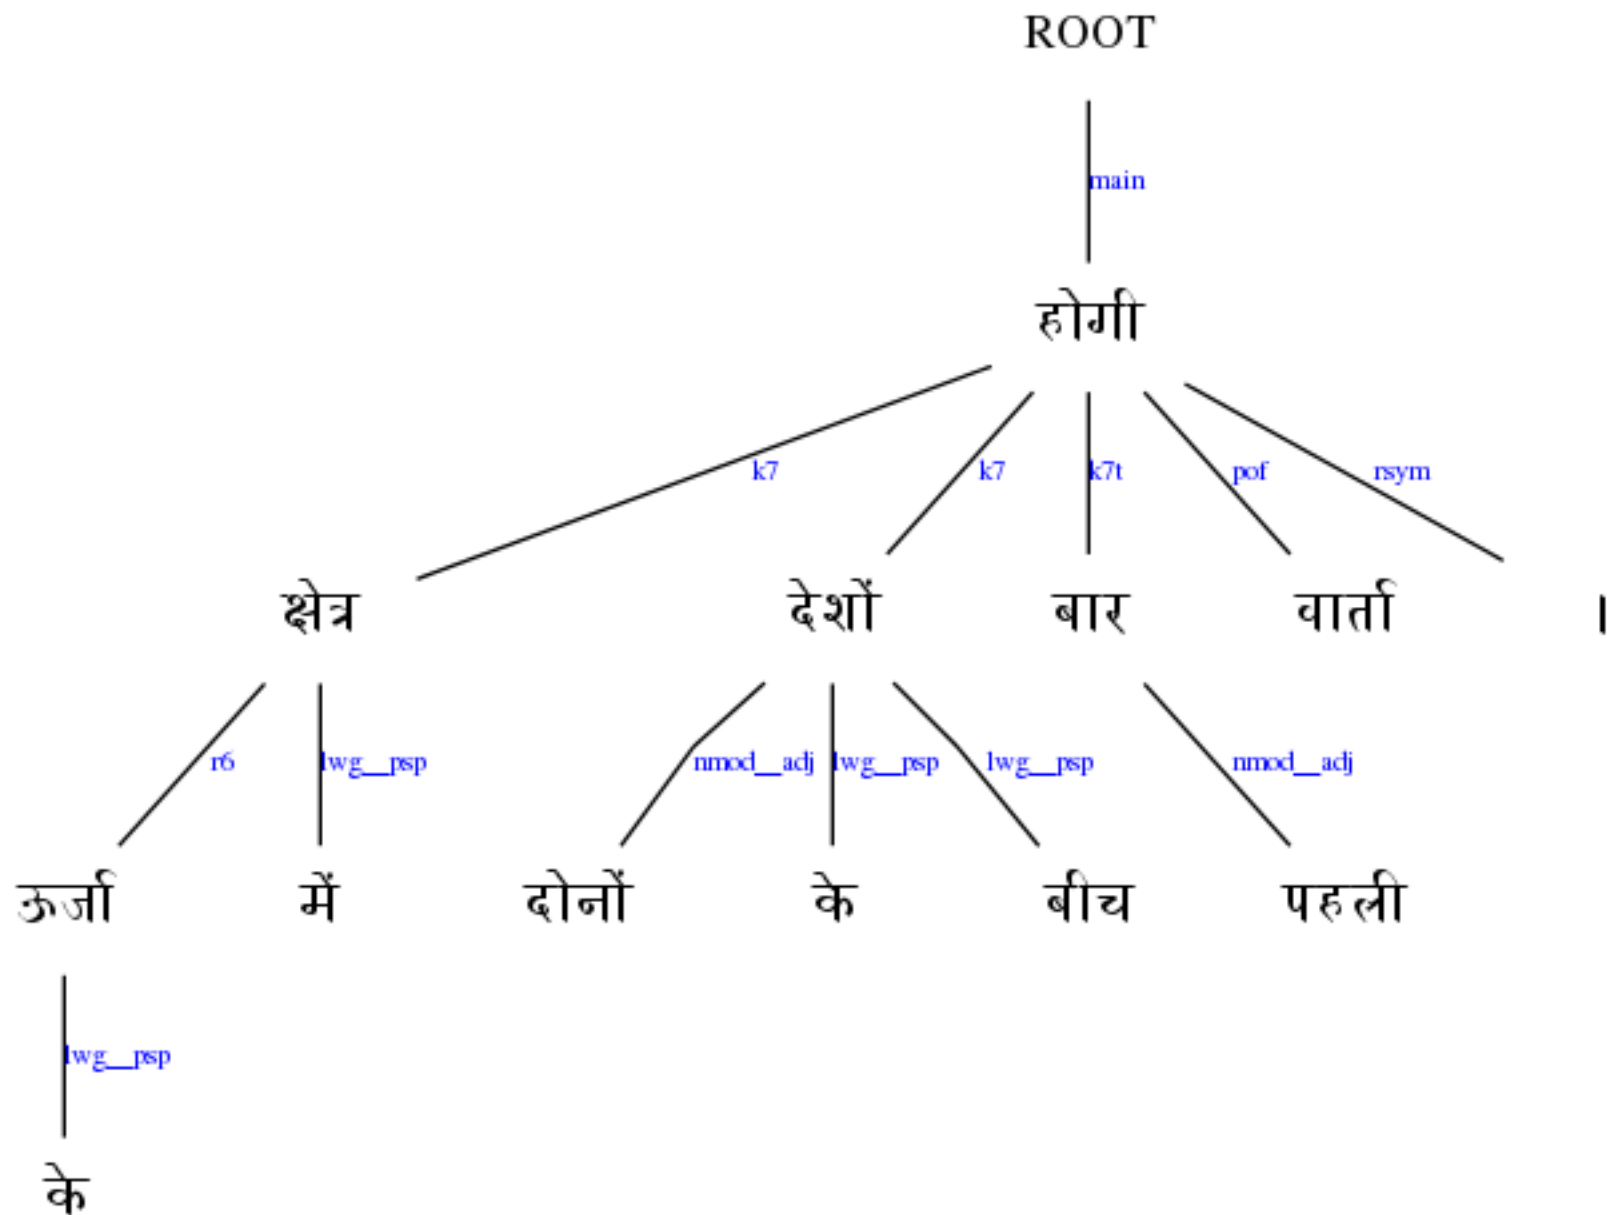 ROOT
main
होगी
k7 k7 k7t pof rsym
क्षेत्र देशों बार वार्ता ।
r6 lwg__psp nmod__adj lwg__psp lwg__psp nmod__adj
ऊर्जा में दोनों के बीच पहली
lwg__psp
के